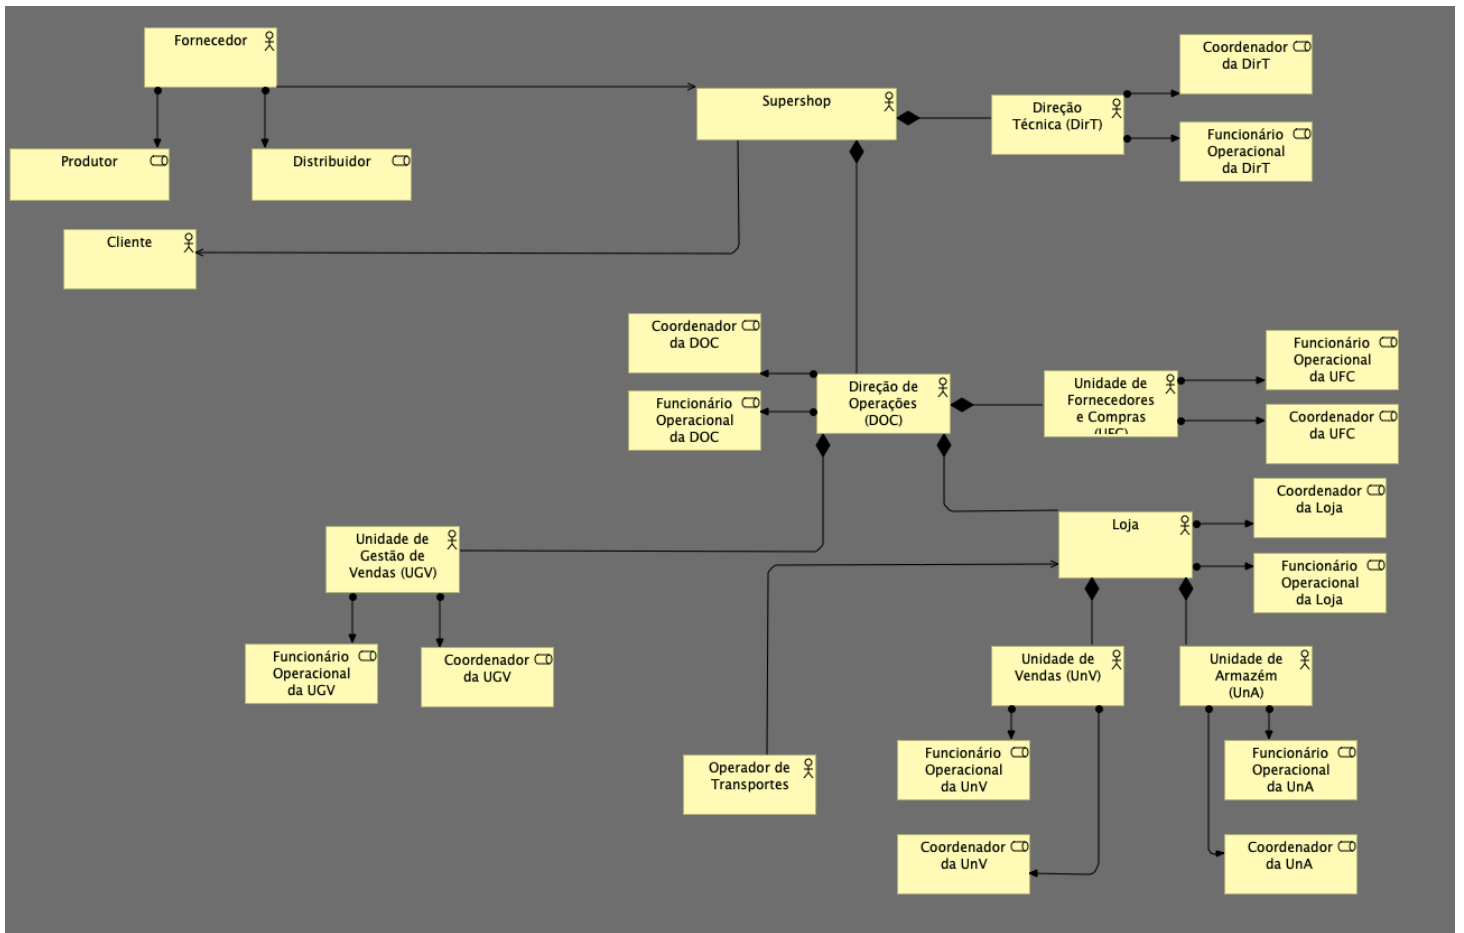 Fornecedor
Supershop
Direção
Técnica (DirT)
Coordenador
da DirT
Funcionário
Operacional
da DirT
Produtor
Distribuidor
Cliente
Coordenador
da DOC
Funcionário
Operacional
da DOC
Direção de
Operações
(DOC)
Unidade de
Fornecedores
e Compras
(UFC)
Funcionário
Operacional
da UFC
Coordenador
da UFC
Coordenador
da Loja
Loja
Funcionário
Operacional
da Loja
Unidade de
Gestão de
Vendas (UGV)
Funcionário
Operacional
da UGV
Coordenador
da UGV
Unidade de
Vendas (UnV)
Unidade de
Armazém
(UnA)
Operador de
Transportes
Funcionário
Operacional
da UnV
Funcionário
Operacional
da UnA
Coordenador
da UnV
Coordenador
da UnA